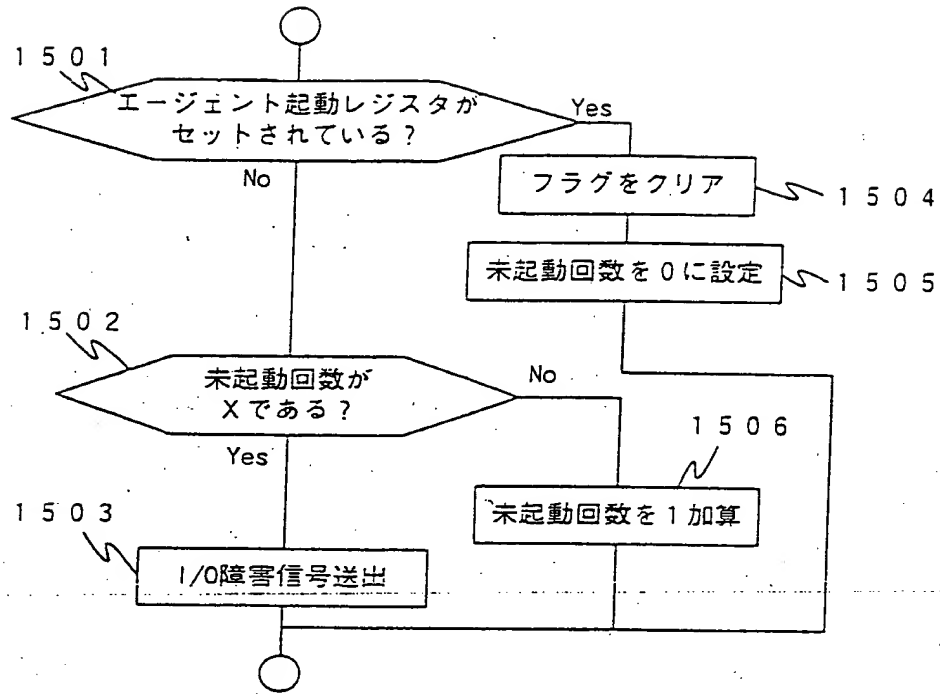 1501
エージェント起動レジスタが
セットされている?
Yes
No
フラグをクリア
1504
未起動回数を0に設定
1505
1502
未起動回数が
Xである?
No
Yes
1506
未起動回数を1加算
1503
I/O障害信号送出